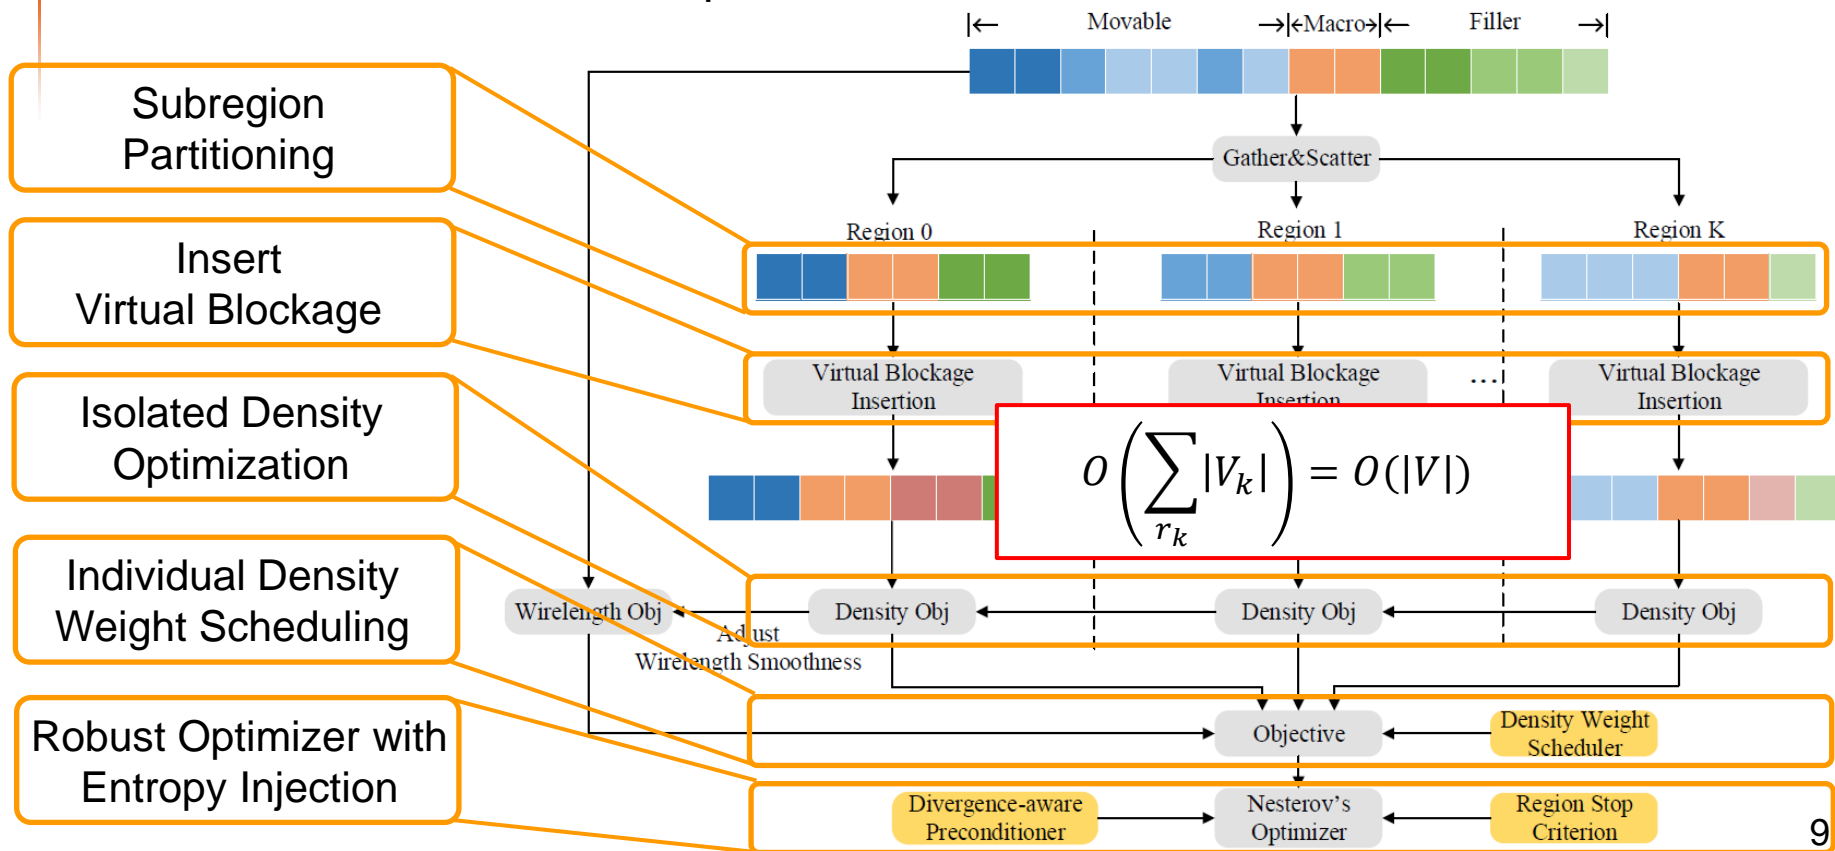 Movable
Macro
Filler
Subregion
Partitioning
Gather&Scatter
Region 0
Region 1
Region K
Insert
Virtual Blockage
Virtual Blockage
Insertion
Virtual Blockage
Insertion
...
Virtual Blockage
Insertion
Isolated Density
Optimization
O(∑_{r_k}|V_k|) = O(|V|)
Individual Density
Weight Scheduling
Wirelength Obj
Density Obj
Density Obj
Density Obj
Adjust
Wirelength Smoothness
Objective
Density Weight
Scheduler
Robust Optimizer with
Entropy Injection
Divergence-aware
Preconditioner
Nesterov's
Optimizer
Region Stop
Criterion
9